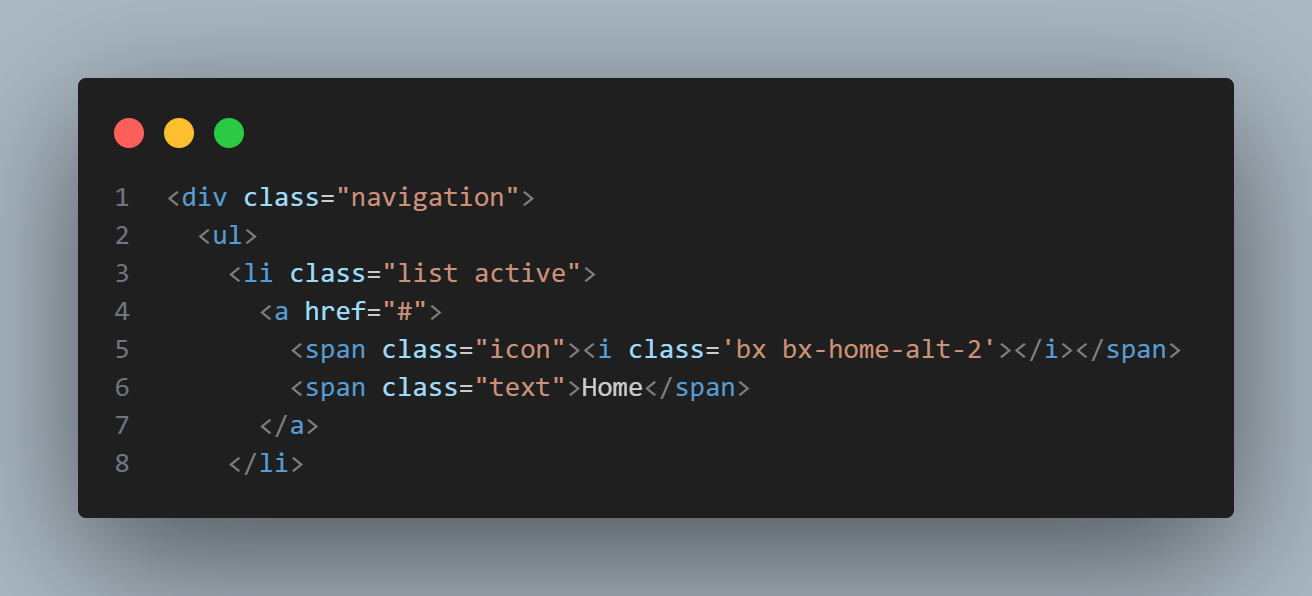 1 <div class="navigation">
2   <ul>
3     <li class="list active">
4       <a href="#">
5         <span class="icon"><i class='bx bx-home-alt-2'></i></span>
6         <span class="text">Home</span>
7       </a>
8     </li>